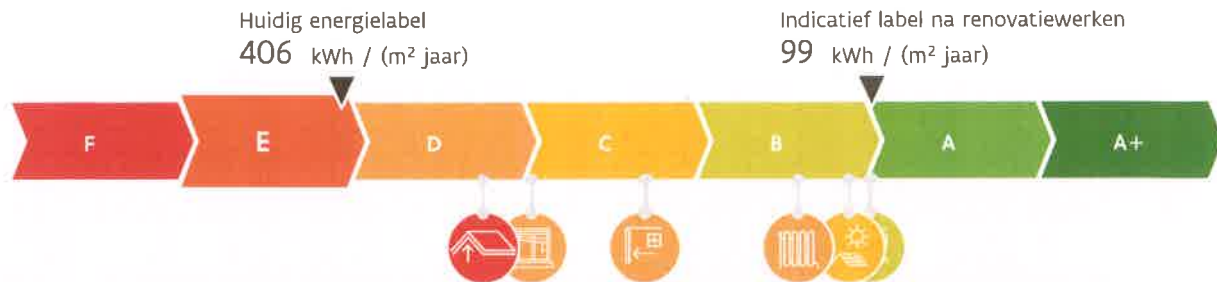 Huidig energielabel
406 kWh / (m² jaar)
Indicatief label na renovatiewerken
99 kWh / (m² jaar)
F E D C B A A+